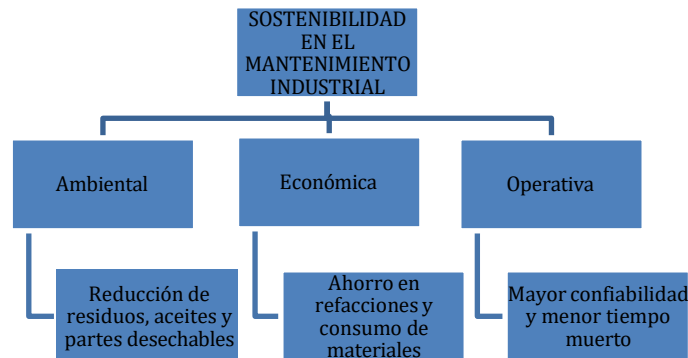 SOSTENIBILIDAD
EN EL
MANTENIMIENTO
INDUSTRIAL
Ambiental
Económica
Operativa
Reducción de
residuos, aceites y
partes desechables
Ahorro en
refacciones y
consumo de
materiales
Mayor confiabilidad
y menor tiempo
muerto